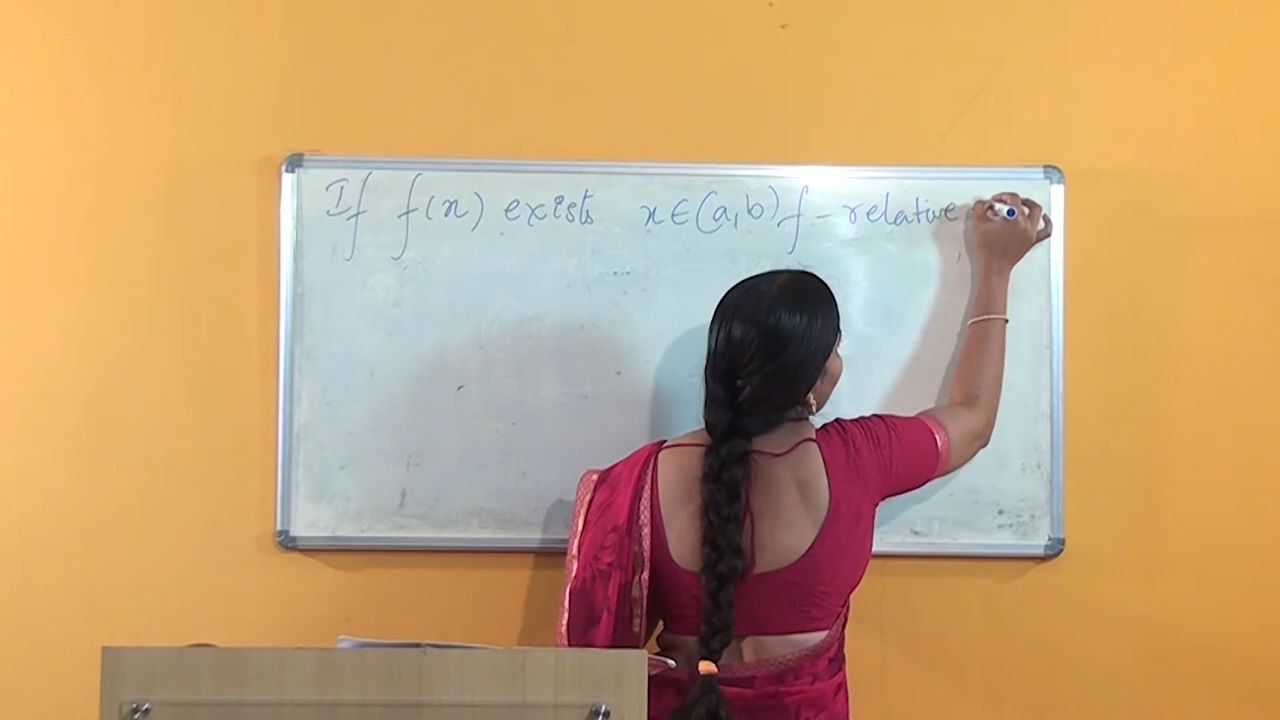 If f(x) exists x∈(a,b) f - relative